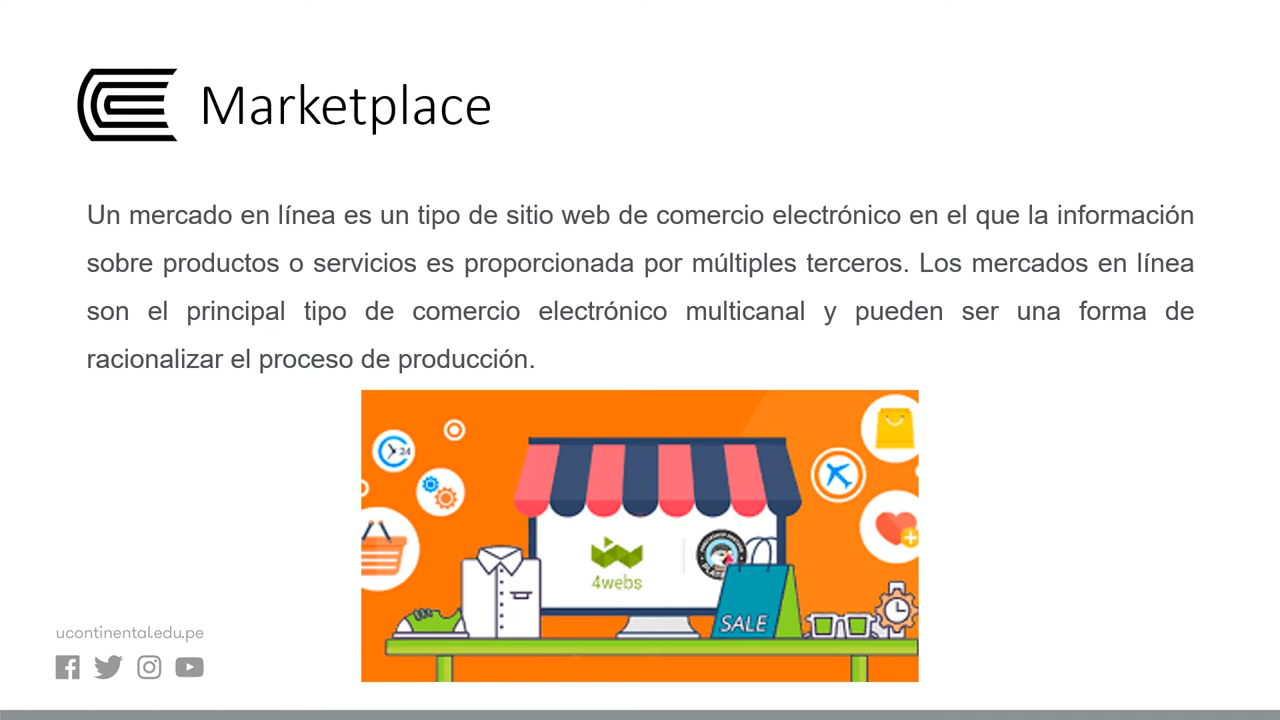 Marketplace
Un mercado en línea es un tipo de sitio web de comercio electrónico en el que la información
sobre productos o servicios es proporcionada por múltiples terceros. Los mercados en línea
son el principal tipo de comercio electrónico multicanal y pueden ser una forma de
racionalizar el proceso de producción.
24
4webs
SALE
ucontinental.edu.pe